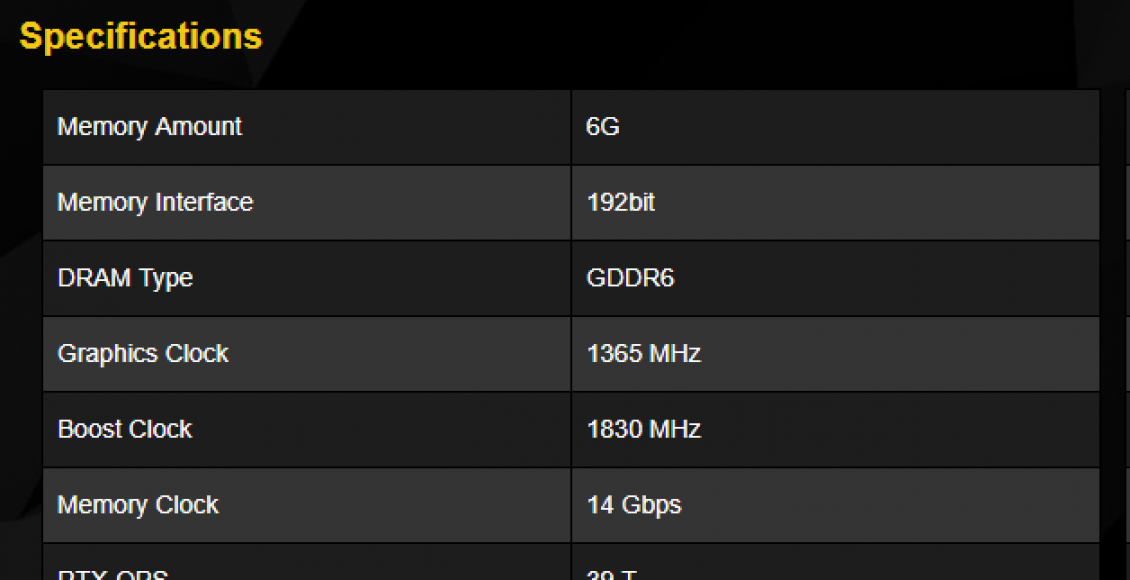 Specifications
Memory Amount 6G
Memory Interface 192bit
DRAM Type GDDR6
Graphics Clock 1365 MHz
Boost Clock 1830 MHz
Memory Clock 14 Gbps
RTX-OPS 39 T